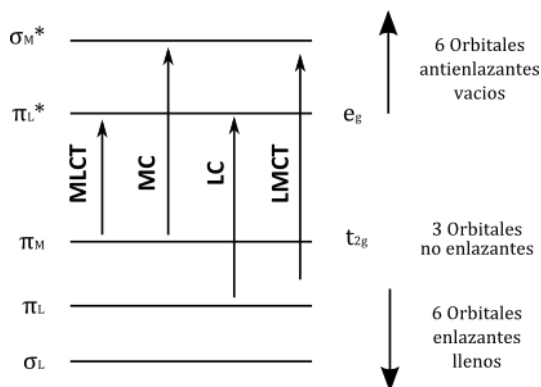 σM*
πL*
πM
πL
σL
MLCT
MC
LC
LMCT
eg
t2g
6 Orbitales
antienlazantes
vacios
3 Orbitales
no enlazantes
6 Orbitales
enlazantes
llenos